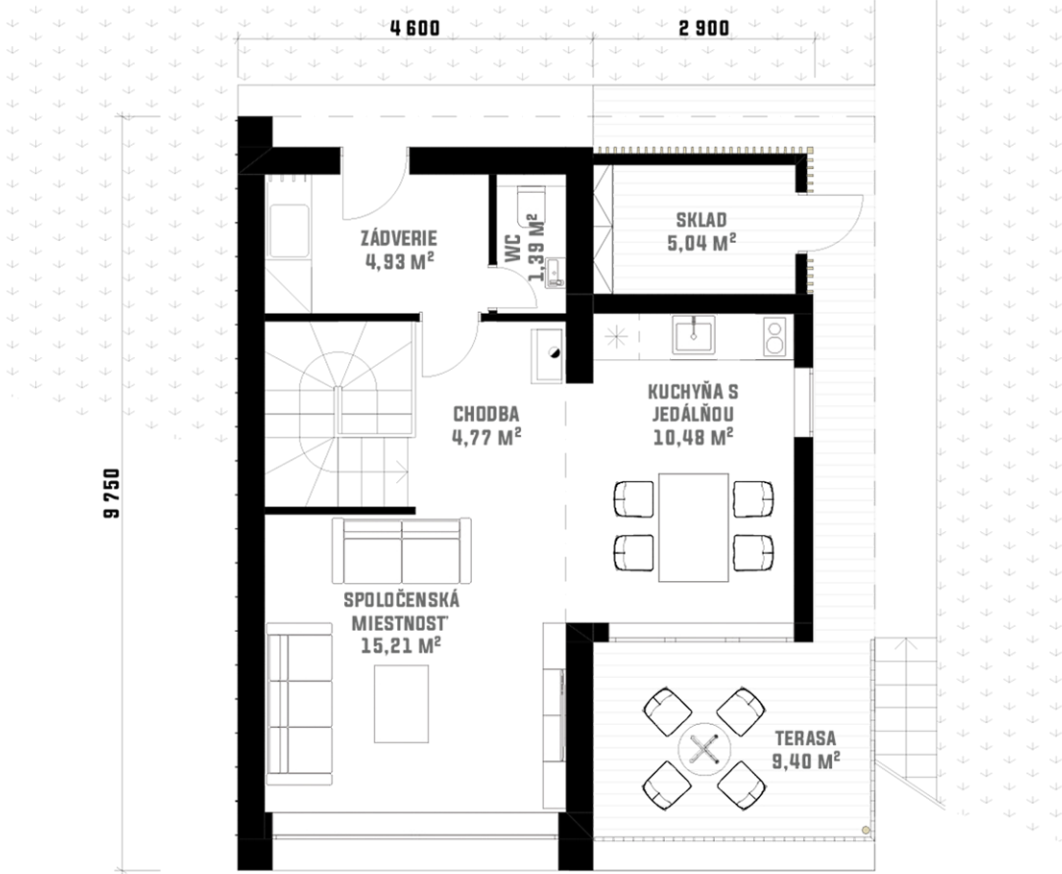 4 600
2 900
9 750
ZÁDVERIE
4,93 M²
WC
1,39 M²
SKLAD
5,04 M²
CHODBA
4,77 M²
KUCHYŇA S
JEDÁLŇOU
10,48 M²
SPOLOČENSKÁ
MIESTNOSŤ
15,21 M²
TERASA
9,40 M²